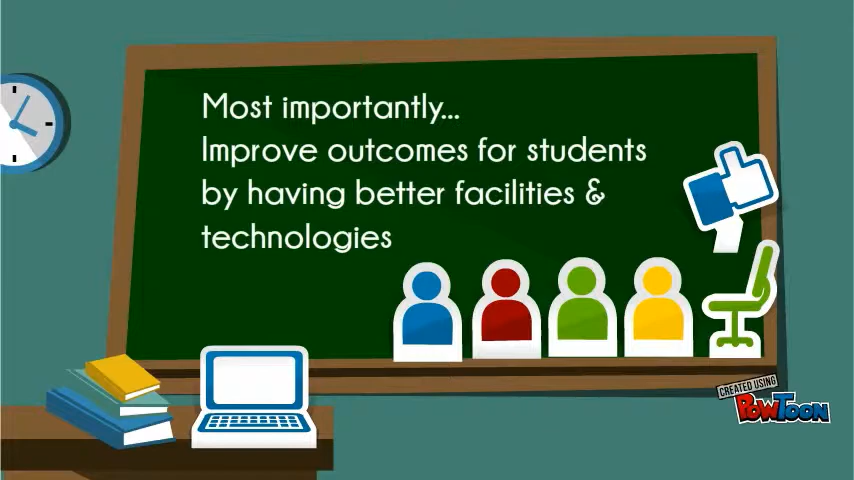 Most importantly...
Improve outcomes for students
by having better facilities &
technologies
CREATED USING
POWTOON